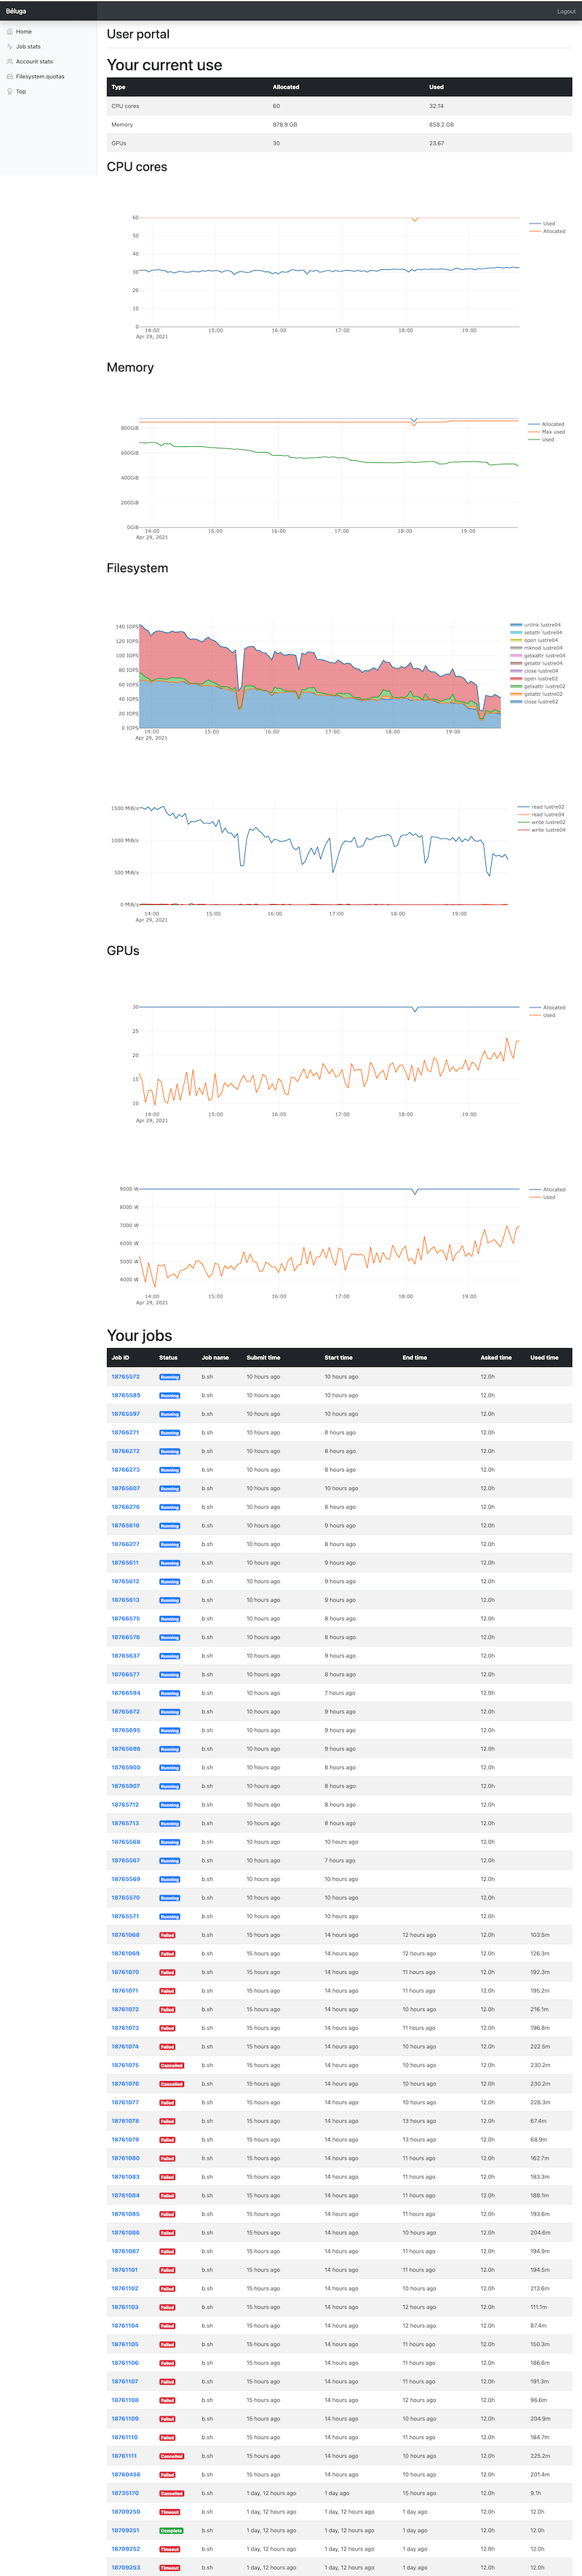 Béluga
Logout
Home
Job stats
Account stats
Filesystem quotas
Top
User portal
Your current use
Type Allocated Used
CPU cores 60 32.14
Memory 878.9 GB 858.2 GB
GPUs 30 23.67
CPU cores
60
50
40
30
20
10
0
14:00 15:00 16:00 17:00 18:00 19:00
Apr 29, 2021
Used
Allocated
Memory
800GiB
600GiB
400GiB
200GiB
0GiB
14:00 15:00 16:00 17:00 18:00 19:00
Apr 29, 2021
Allocated
Max used
Used
Filesystem
140 IOPS
120 IOPS
100 IOPS
80 IOPS
60 IOPS
40 IOPS
20 IOPS
0 IOPS
14:00 15:00 16:00 17:00 18:00 19:00
Apr 29, 2021
unlink lustre04
setattr lustre04
open lustre04
mknod lustre04
getxattr lustre04
getattr lustre04
close lustre04
open lustre02
getxattr lustre02
getattr lustre02
close lustre02
1500 MiB/s
1000 MiB/s
500 MiB/s
0 MiB/s
14:00 15:00 16:00 17:00 18:00 19:00
Apr 29, 2021
read lustre02
read lustre04
write lustre02
write lustre04
GPUs
30
25
20
15
10
14:00 15:00 16:00 17:00 18:00 19:00
Apr 29, 2021
Allocated
Used
9000 W
8000 W
7000 W
6000 W
5000 W
4000 W
14:00 15:00 16:00 17:00 18:00 19:00
Apr 29, 2021
Allocated
Used
Your jobs
Job ID Status Job name Submit time Start time End time Asked time Used time
18765572 Running b.sh 10 hours ago 10 hours ago 12.0h
18765589 Running b.sh 10 hours ago 10 hours ago 12.0h
18765597 Running b.sh 10 hours ago 10 hours ago 12.0h
18766271 Running b.sh 10 hours ago 8 hours ago 12.0h
18766272 Running b.sh 10 hours ago 8 hours ago 12.0h
18766273 Running b.sh 10 hours ago 8 hours ago 12.0h
18765607 Running b.sh 10 hours ago 10 hours ago 12.0h
18766276 Running b.sh 10 hours ago 8 hours ago 12.0h
18765610 Running b.sh 10 hours ago 9 hours ago 12.0h
18766277 Running b.sh 10 hours ago 8 hours ago 12.0h
18765611 Running b.sh 10 hours ago 9 hours ago 12.0h
18765612 Running b.sh 10 hours ago 9 hours ago 12.0h
18765613 Running b.sh 10 hours ago 9 hours ago 12.0h
18766575 Running b.sh 10 hours ago 8 hours ago 12.0h
18766576 Running b.sh 10 hours ago 8 hours ago 12.0h
18765637 Running b.sh 10 hours ago 9 hours ago 12.0h
18766577 Running b.sh 10 hours ago 8 hours ago 12.0h
18766594 Running b.sh 10 hours ago 7 hours ago 12.0h
18765672 Running b.sh 10 hours ago 9 hours ago 12.0h
18765695 Running b.sh 10 hours ago 9 hours ago 12.0h
18765696 Running b.sh 10 hours ago 9 hours ago 12.0h
18765900 Running b.sh 10 hours ago 8 hours ago 12.0h
18765907 Running b.sh 10 hours ago 8 hours ago 12.0h
18765712 Running b.sh 10 hours ago 8 hours ago 12.0h
18765713 Running b.sh 10 hours ago 8 hours ago 12.0h
18765568 Running b.sh 10 hours ago 10 hours ago 12.0h
18765567 Running b.sh 10 hours ago 7 hours ago 12.0h
18765569 Running b.sh 10 hours ago 10 hours ago 12.0h
18765570 Running b.sh 10 hours ago 10 hours ago 12.0h
18765571 Running b.sh 10 hours ago 10 hours ago 12.0h
18761068 Failed b.sh 15 hours ago 14 hours ago 12 hours ago 12.0h 103.5m
18761069 Failed b.sh 15 hours ago 14 hours ago 12 hours ago 12.0h 126.3m
18761070 Failed b.sh 15 hours ago 14 hours ago 11 hours ago 12.0h 192.3m
18761071 Failed b.sh 15 hours ago 14 hours ago 11 hours ago 12.0h 195.2m
18761072 Failed b.sh 15 hours ago 14 hours ago 10 hours ago 12.0h 216.1m
18761073 Failed b.sh 15 hours ago 14 hours ago 11 hours ago 12.0h 196.8m
18761074 Failed b.sh 15 hours ago 14 hours ago 10 hours ago 12.0h 222.5m
18761075 Cancelled b.sh 15 hours ago 14 hours ago 10 hours ago 12.0h 230.2m
18761076 Cancelled b.sh 15 hours ago 14 hours ago 10 hours ago 12.0h 230.2m
18761077 Failed b.sh 15 hours ago 14 hours ago 10 hours ago 12.0h 228.3m
18761078 Failed b.sh 15 hours ago 14 hours ago 13 hours ago 12.0h 67.4m
18761079 Failed b.sh 15 hours ago 14 hours ago 13 hours ago 12.0h 68.9m
18761080 Failed b.sh 15 hours ago 14 hours ago 11 hours ago 12.0h 162.7m
18761083 Failed b.sh 15 hours ago 14 hours ago 11 hours ago 12.0h 183.3m
18761084 Failed b.sh 15 hours ago 14 hours ago 11 hours ago 12.0h 188.1m
18761085 Failed b.sh 15 hours ago 14 hours ago 11 hours ago 12.0h 193.6m
18761086 Failed b.sh 15 hours ago 14 hours ago 10 hours ago 12.0h 204.6m
18761087 Failed b.sh 15 hours ago 14 hours ago 11 hours ago 12.0h 194.9m
18761101 Failed b.sh 15 hours ago 14 hours ago 11 hours ago 12.0h 194.5m
18761102 Failed b.sh 15 hours ago 14 hours ago 10 hours ago 12.0h 213.6m
18761103 Failed b.sh 15 hours ago 14 hours ago 12 hours ago 12.0h 111.1m
18761104 Failed b.sh 15 hours ago 14 hours ago 12 hours ago 12.0h 87.4m
18761105 Failed b.sh 15 hours ago 14 hours ago 11 hours ago 12.0h 150.3m
18761106 Failed b.sh 15 hours ago 14 hours ago 11 hours ago 12.0h 186.6m
18761107 Failed b.sh 15 hours ago 14 hours ago 11 hours ago 12.0h 191.3m
18761108 Failed b.sh 15 hours ago 14 hours ago 12 hours ago 12.0h 96.6m
18761109 Failed b.sh 15 hours ago 14 hours ago 10 hours ago 12.0h 204.9m
18761110 Failed b.sh 15 hours ago 14 hours ago 11 hours ago 12.0h 184.7m
18761111 Cancelled b.sh 15 hours ago 14 hours ago 10 hours ago 12.0h 225.2m
18760456 Failed b.sh 15 hours ago 14 hours ago 10 hours ago 12.0h 201.4m
18735170 Cancelled b.sh 1 day, 12 hours ago 1 day ago 15 hours ago 12.0h 9.1h
18709250 Timeout b.sh 1 day, 12 hours ago 1 day, 12 hours ago 1 day ago 12.0h 12.0h
18709251 Complete b.sh 1 day, 12 hours ago 1 day, 12 hours ago 1 day ago 12.0h 12.0h
18709252 Timeout b.sh 1 day, 12 hours ago 1 day, 12 hours ago 1 day ago 12.0h 12.0h
18709253 Timeout b.sh 1 day, 12 hours ago 1 day, 12 hours ago 1 day ago 12.0h 12.0h